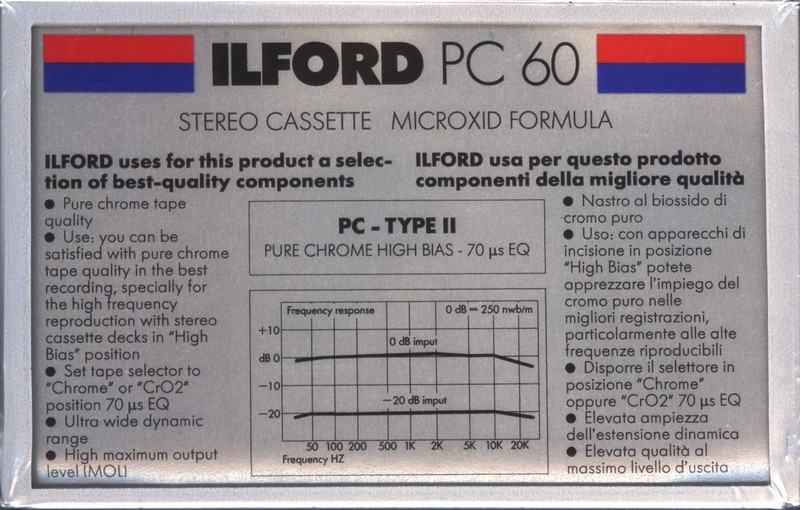 ILFORD PC 60
STEREO CASSETTE MICROXID FORMULA
ILFORD uses for this product a selec-
tion of best-quality components
● Pure chrome tape
quality
● Use: you can be
satisfied with pure chrome
tape quality in the best
recording, specially for
the high frequency
reproduction with stereo
cassette decks in "High
Bias" position
● Set tape selector to
"Chrome" or "CrO2"
position 70 µs EQ
● Ultra wide dynamic
range
● High maximum output
level (MOL)
PC - TYPE II
PURE CHROME HIGH BIAS - 70 µs EQ
Frequency response 0 dB = 250 nwb/m
+10
0 dB imput
dB 0
-10
-20 dB imput
-20
50 100 200 500 1K 2K 5K 10K 20K
Frequency HZ
ILFORD usa per questo prodotto
componenti della migliore qualità
● Nastro al biossido di
cromo puro
● Uso: con apparecchi di
incisione in posizione
"High Bias" potete
apprezzare l'impiego del
cromo puro nelle
migliori registrazioni,
particolarmente alle alte
frequenze riproducibili
● Disporre il selettore in
posizione "Chrome"
oppure "CrO2" 70 µs EQ
● Elevata ampiezza
dell'estensione dinamica
● Elevata qualità al
massimo livello d'uscita